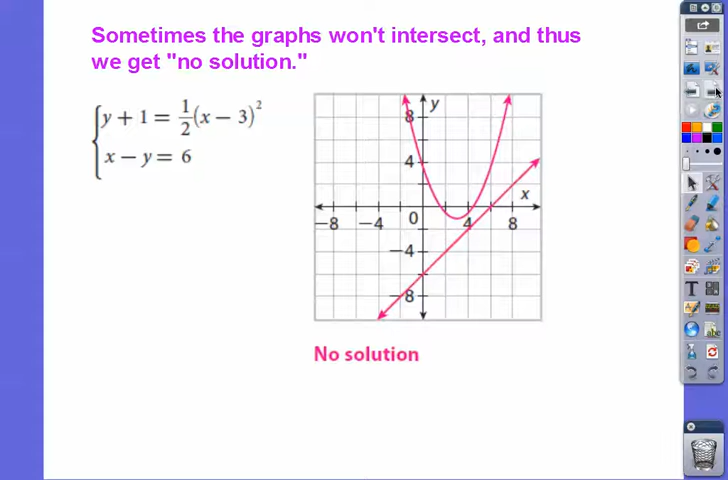 Sometimes the graphs won't intersect, and thus
we get "no solution."
y + 1 = 1/2 (x − 3)²
x − y = 6
y
8
4
x
−8 −4 0 4 8
−4
−8
No solution